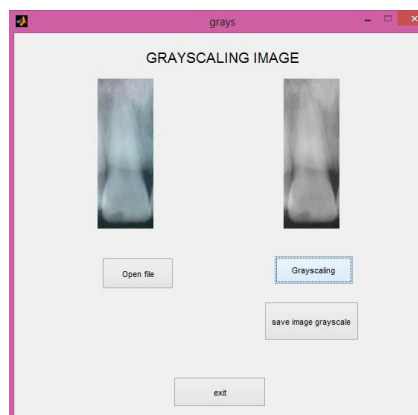 grays
GRAYSCALING IMAGE
Open file
Grayscaling
save image grayscale
exit